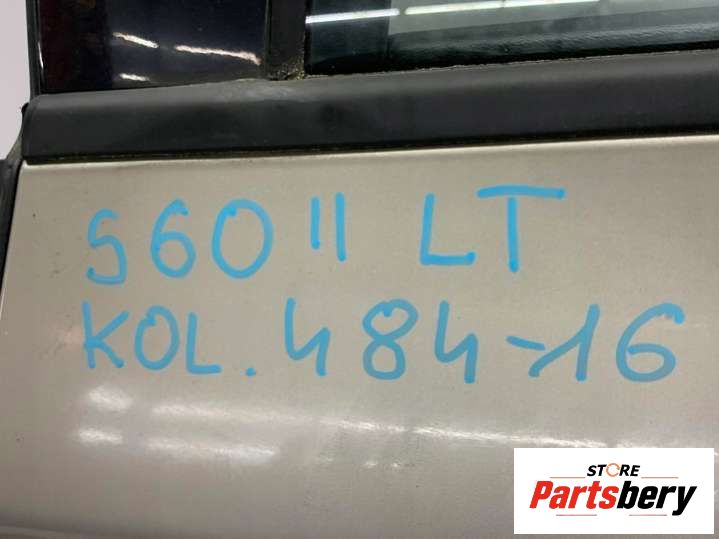 S60 II LT
KOL. 484-16
STORE
Partsbery